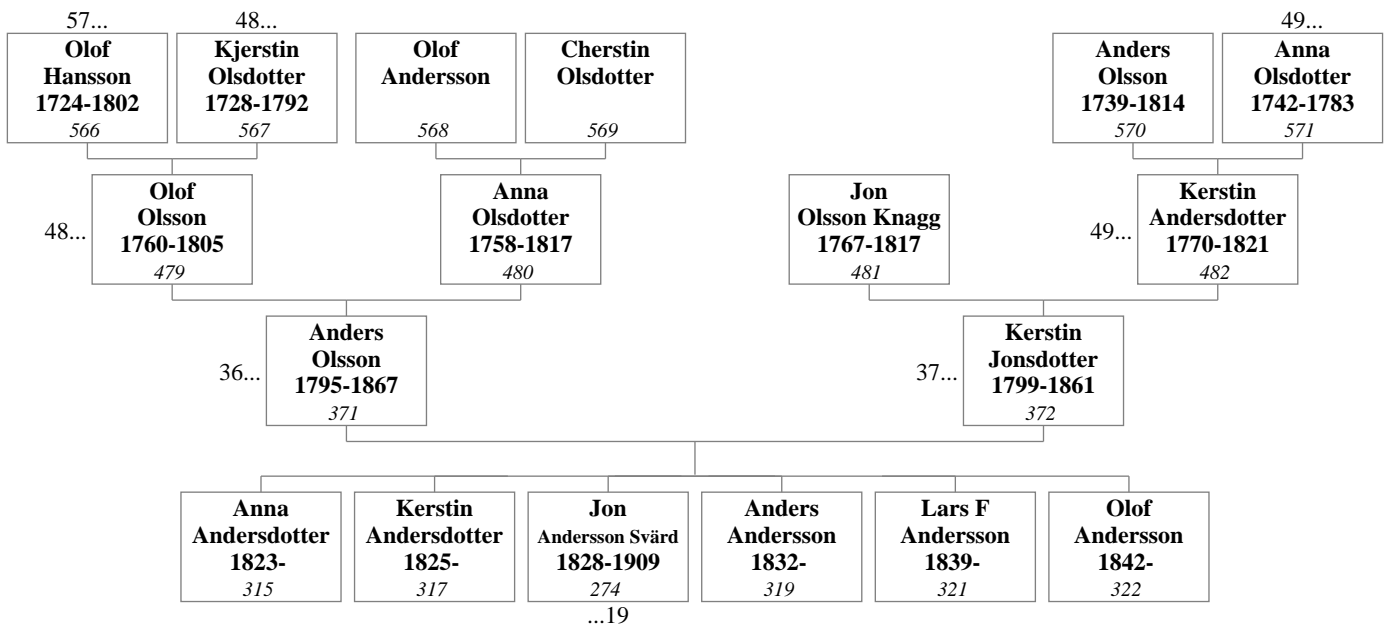 57...
48...
49...
Olof
Hansson
1724-1802
566
Kjerstin
Olsdotter
1728-1792
567
Olof
Andersson
568
Cherstin
Olsdotter
569
Anders
Olsson
1739-1814
570
Anna
Olsdotter
1742-1783
571
48...
Olof
Olsson
1760-1805
479
Anna
Olsdotter
1758-1817
480
Jon
Olsson Knagg
1767-1817
481
49...
Kerstin
Andersdotter
1770-1821
482
36...
Anders
Olsson
1795-1867
371
37...
Kerstin
Jonsdotter
1799-1861
372
Anna
Andersdotter
1823-
315
Kerstin
Andersdotter
1825-
317
Jon
Andersson Svärd
1828-1909
274
...19
Anders
Andersson
1832-
319
Lars F
Andersson
1839-
321
Olof
Andersson
1842-
322